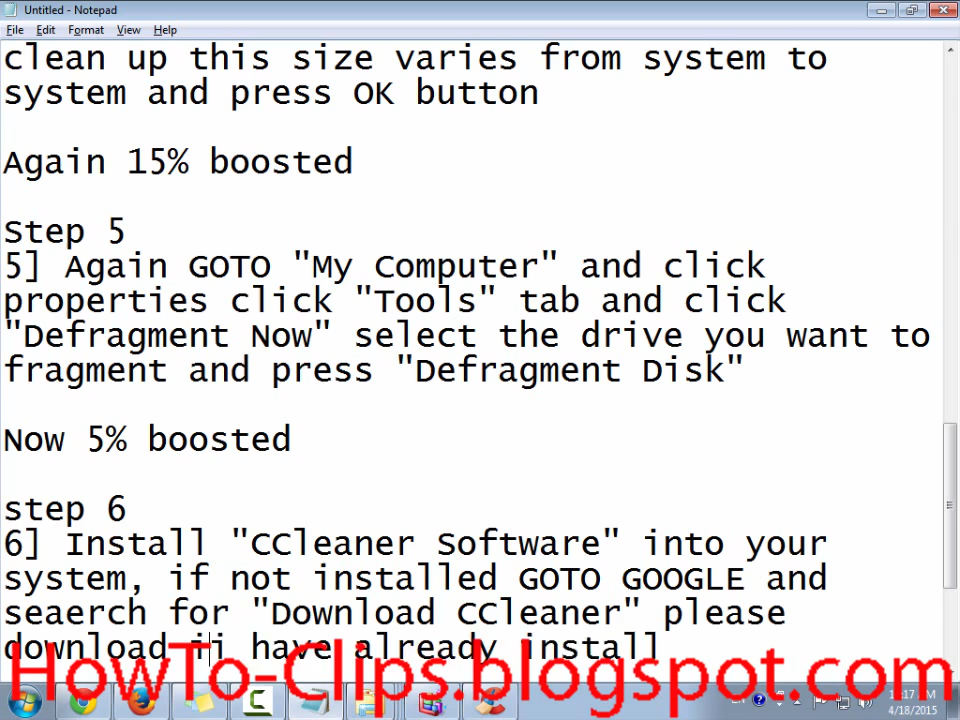 Untitled - Notepad
File Edit Format View Help
clean up this size varies from system to
system and press OK button
Again 15% boosted
Step 5
5] Again GOTO "My Computer" and click
properties click "Tools" tab and click
"Defragment Now" select the drive you want to
fragment and press "Defragment Disk"
Now 5% boosted
step 6
6] Install "CCleaner Software" into your
system, if not installed GOTO GOOGLE and
seaerch for "Download CCleaner" please
download ii have already install
HowTo-Clips.blogspot.com
4/18/2015